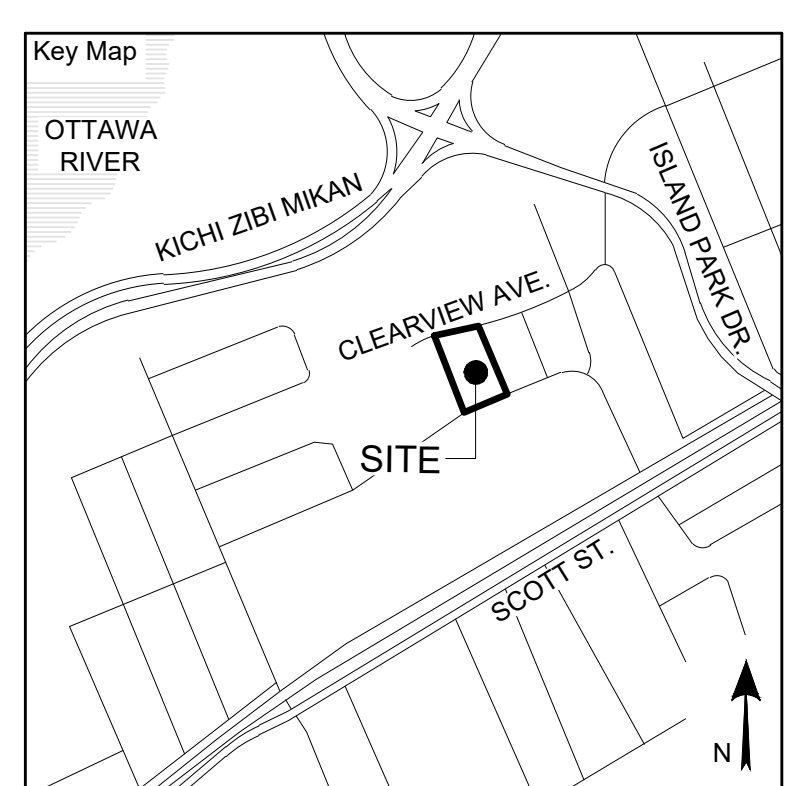 Key Map
OTTAWA
RIVER
KICHI ZIBI MIKAN
ISLAND PARK DR.
CLEARVIEW AVE.
SITE
SCOTT ST.
N